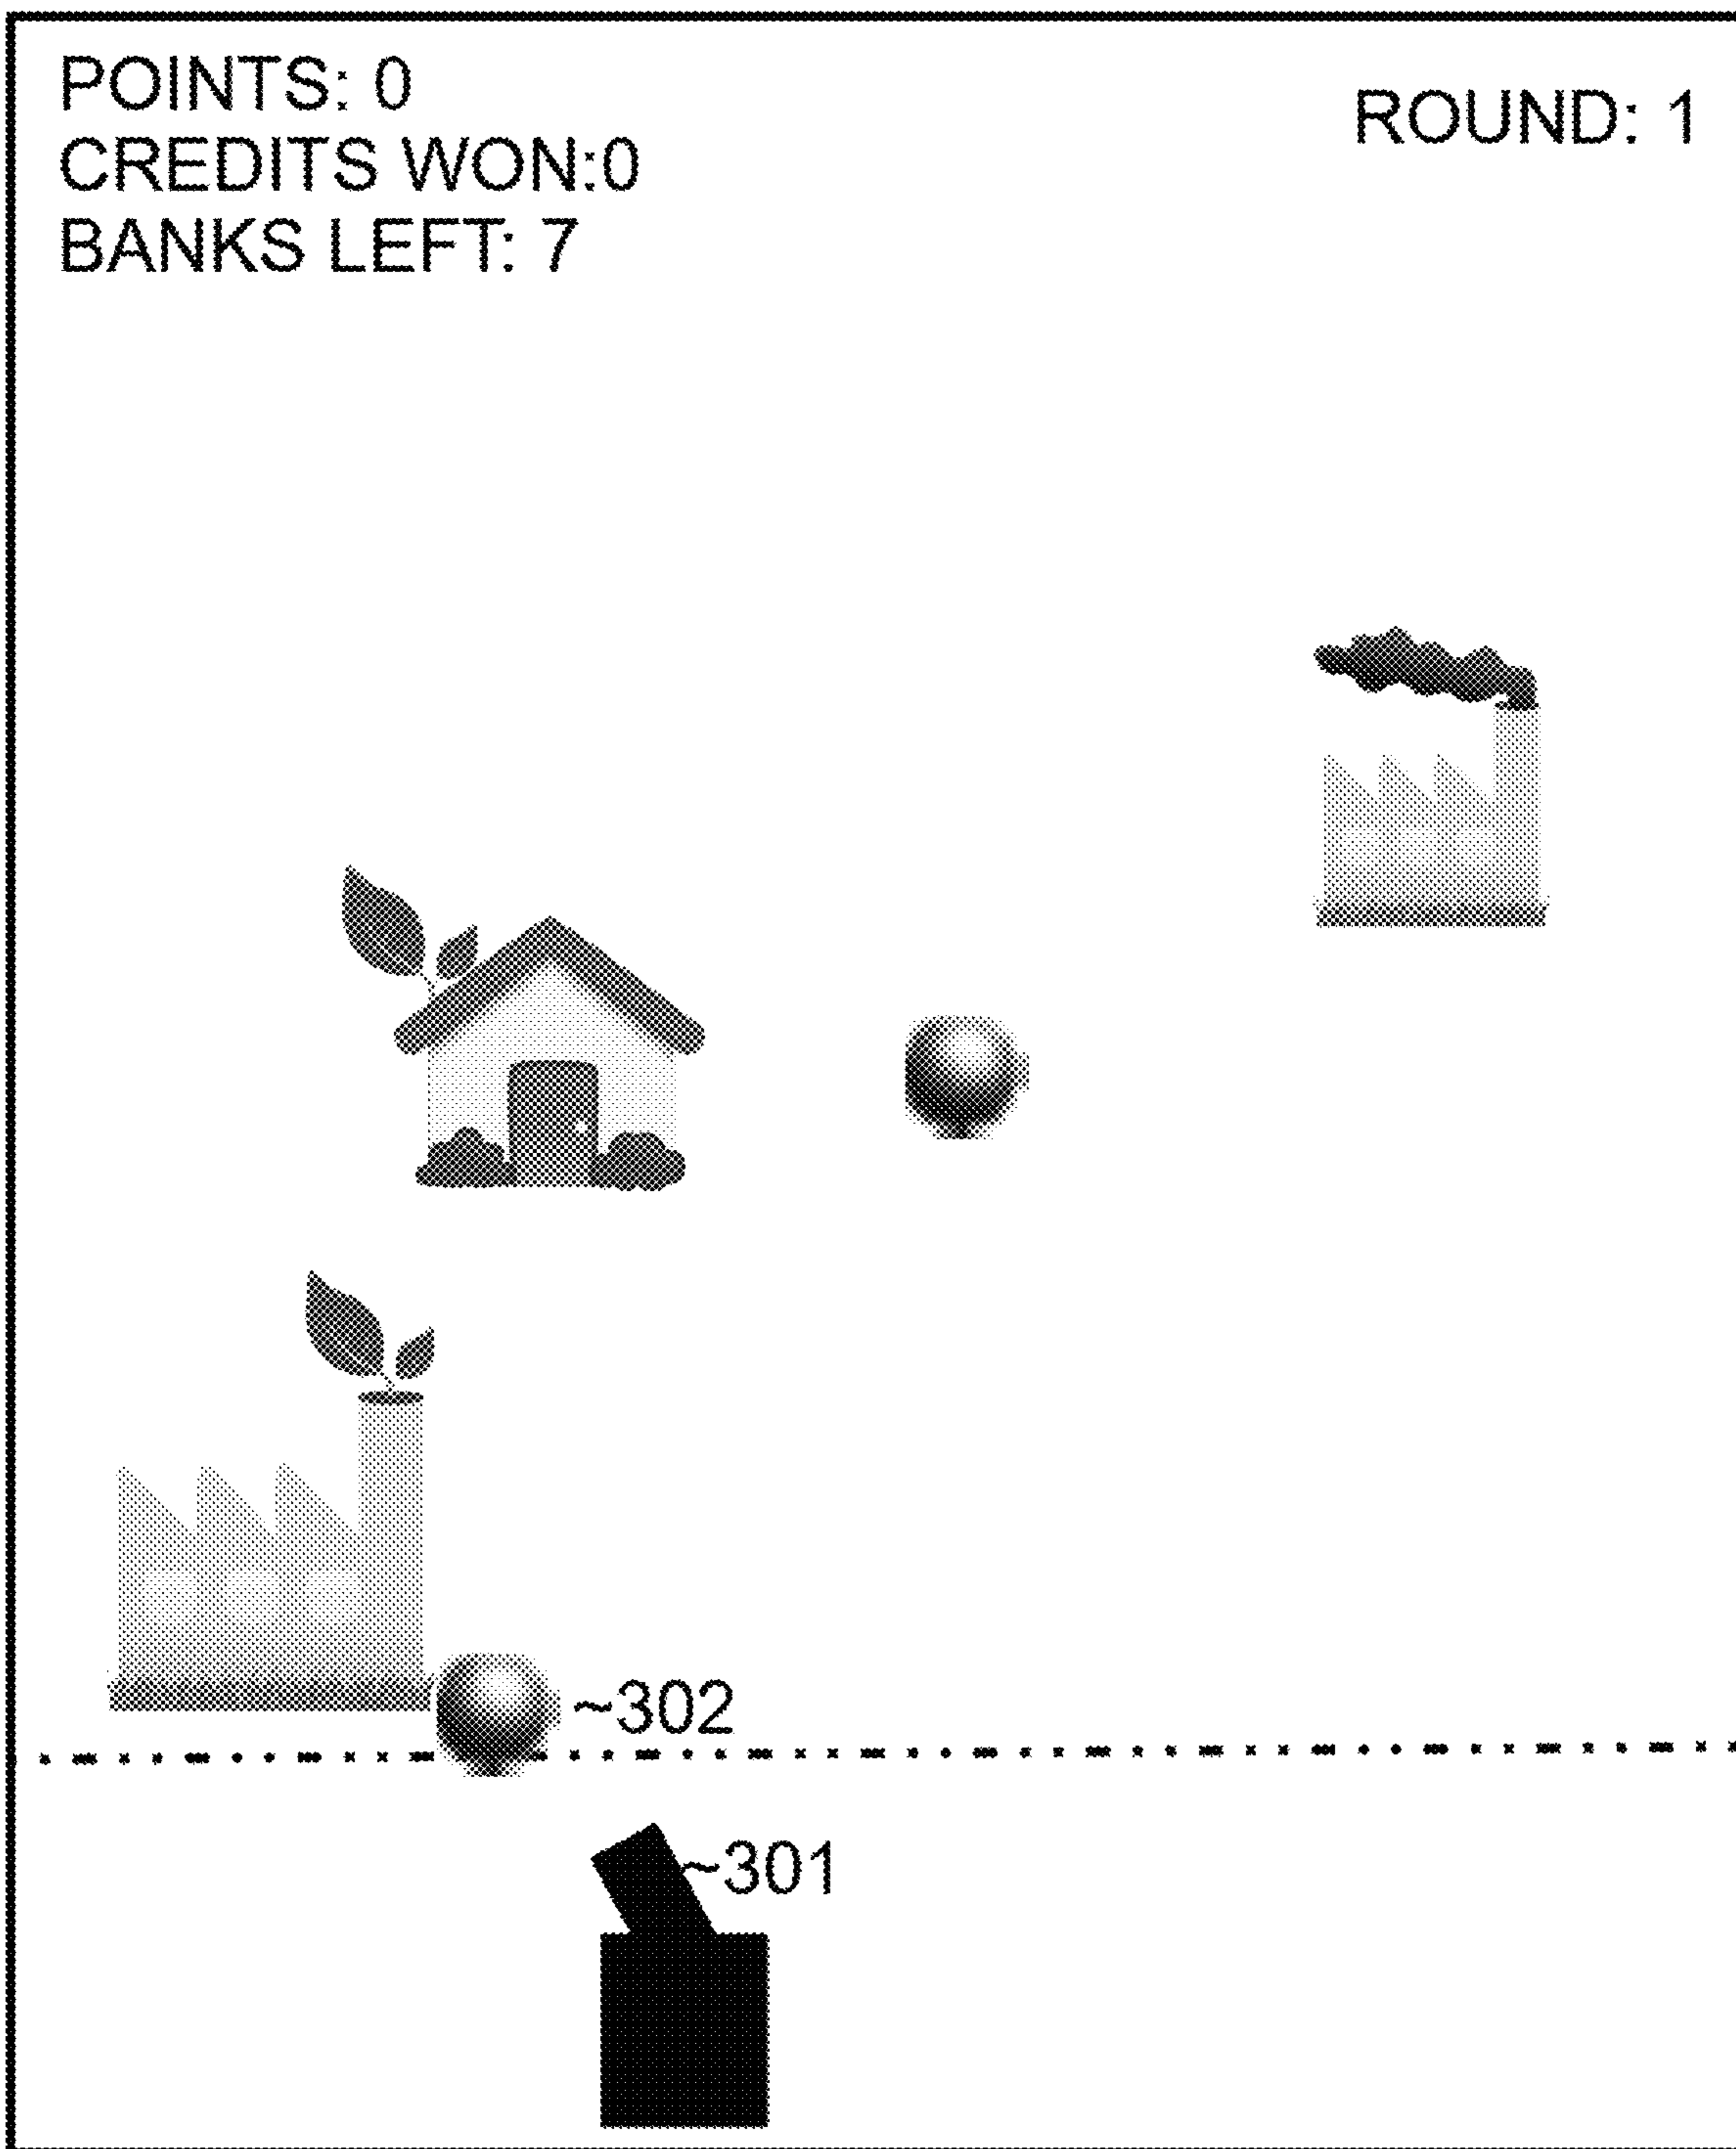 POINTS: 0
CREDITS WON:0
BANKS LEFT: 7
ROUND: 1
~302
~301